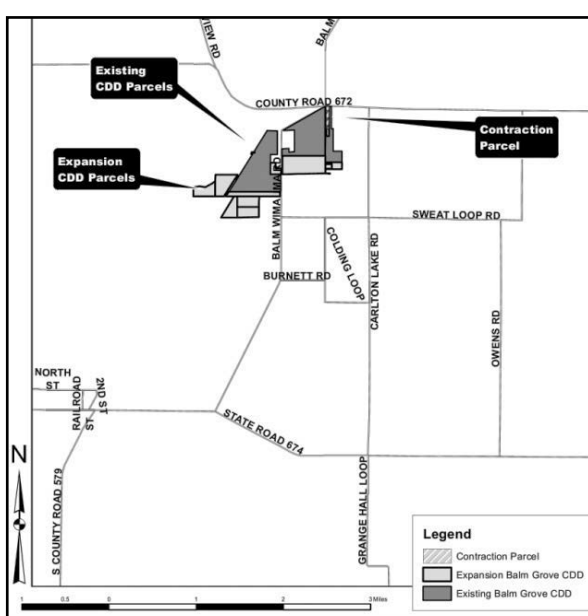 VIEW RD
BALM
Existing
CDD Parcels
COUNTY ROAD 672
Contraction
Parcel
Expansion
CDD Parcels
BALM WIMAUMA RD
SWEAT LOOP RD
COLDING LOOP
CARLTON LAKE RD
BURNETT RD
OWENS RD
NORTH
ST
RAILROAD
ST
2ND ST
STATE ROAD 674
N
S COUNTY ROAD 579
GRANGE HALL LOOP
Legend
Contraction Parcel
Expansion Balm Grove CDD
Existing Balm Grove CDD
1 0.5 0 1 2 3 Miles